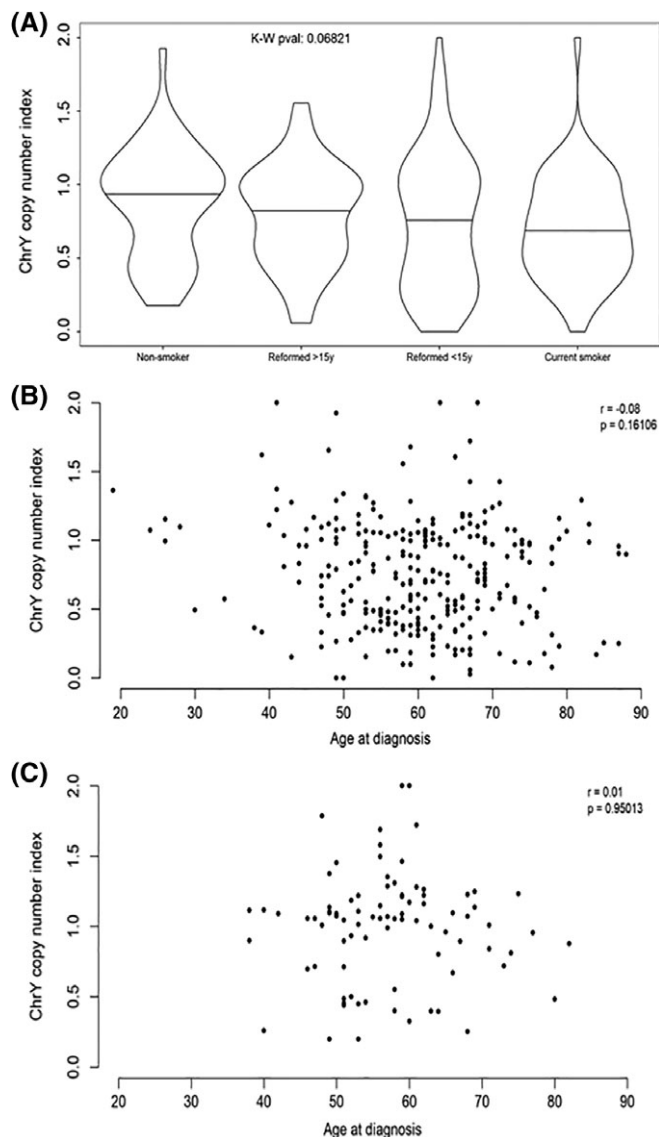 (A)
K-W pval: 0.06821
ChrY copy number index
2.0
1.5
1.0
0.5
0.0
Non-smoker
Reformed >15y
Reformed <15y
Current smoker
(B)
r = -0.08
p = 0.16106
ChrY copy number index
2.0
1.5
1.0
0.5
0.0
20 30 40 50 60 70 80 90
Age at diagnosis
(C)
r = 0.01
p = 0.95013
ChrY copy number index
2.0
1.5
1.0
0.5
0.0
20 30 40 50 60 70 80 90
Age at diagnosis